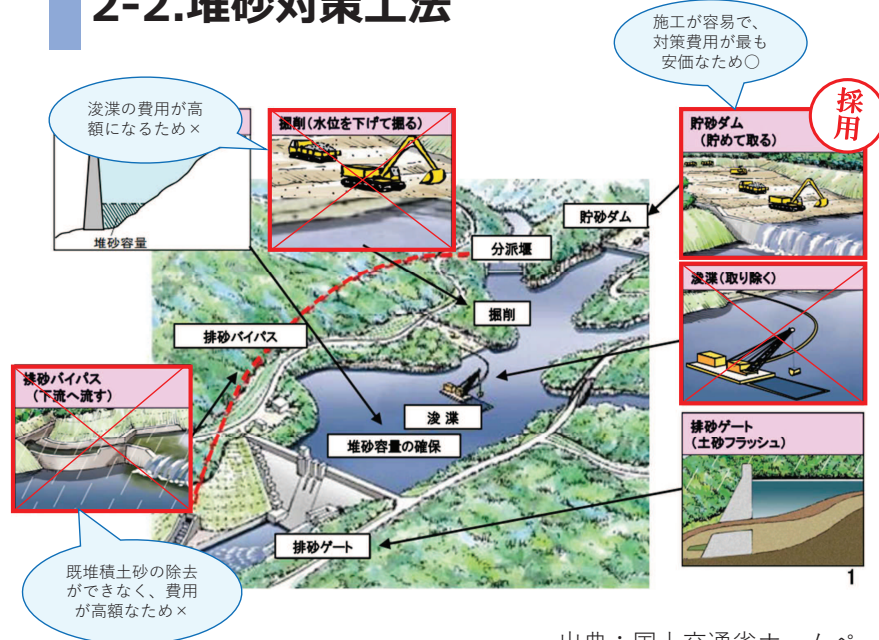 2-2.堆砂対策工法
施工が容易で、
対策費用が最も
安価なため○
採用
浚渫の費用が高
額になるため×
掘削(水位を下げて掘る)
貯砂ダム
(貯めて取る)
堆砂容量
貯砂ダム
分派堰
掘削
排砂バイパス
浚渫(取り除く)
排砂バイパス
(下流へ流す)
浚 渫
堆砂容量の確保
排砂ゲート
(土砂フラッシュ)
排砂ゲート
既堆積土砂の除去
ができなく、費用
が高額なため×
1